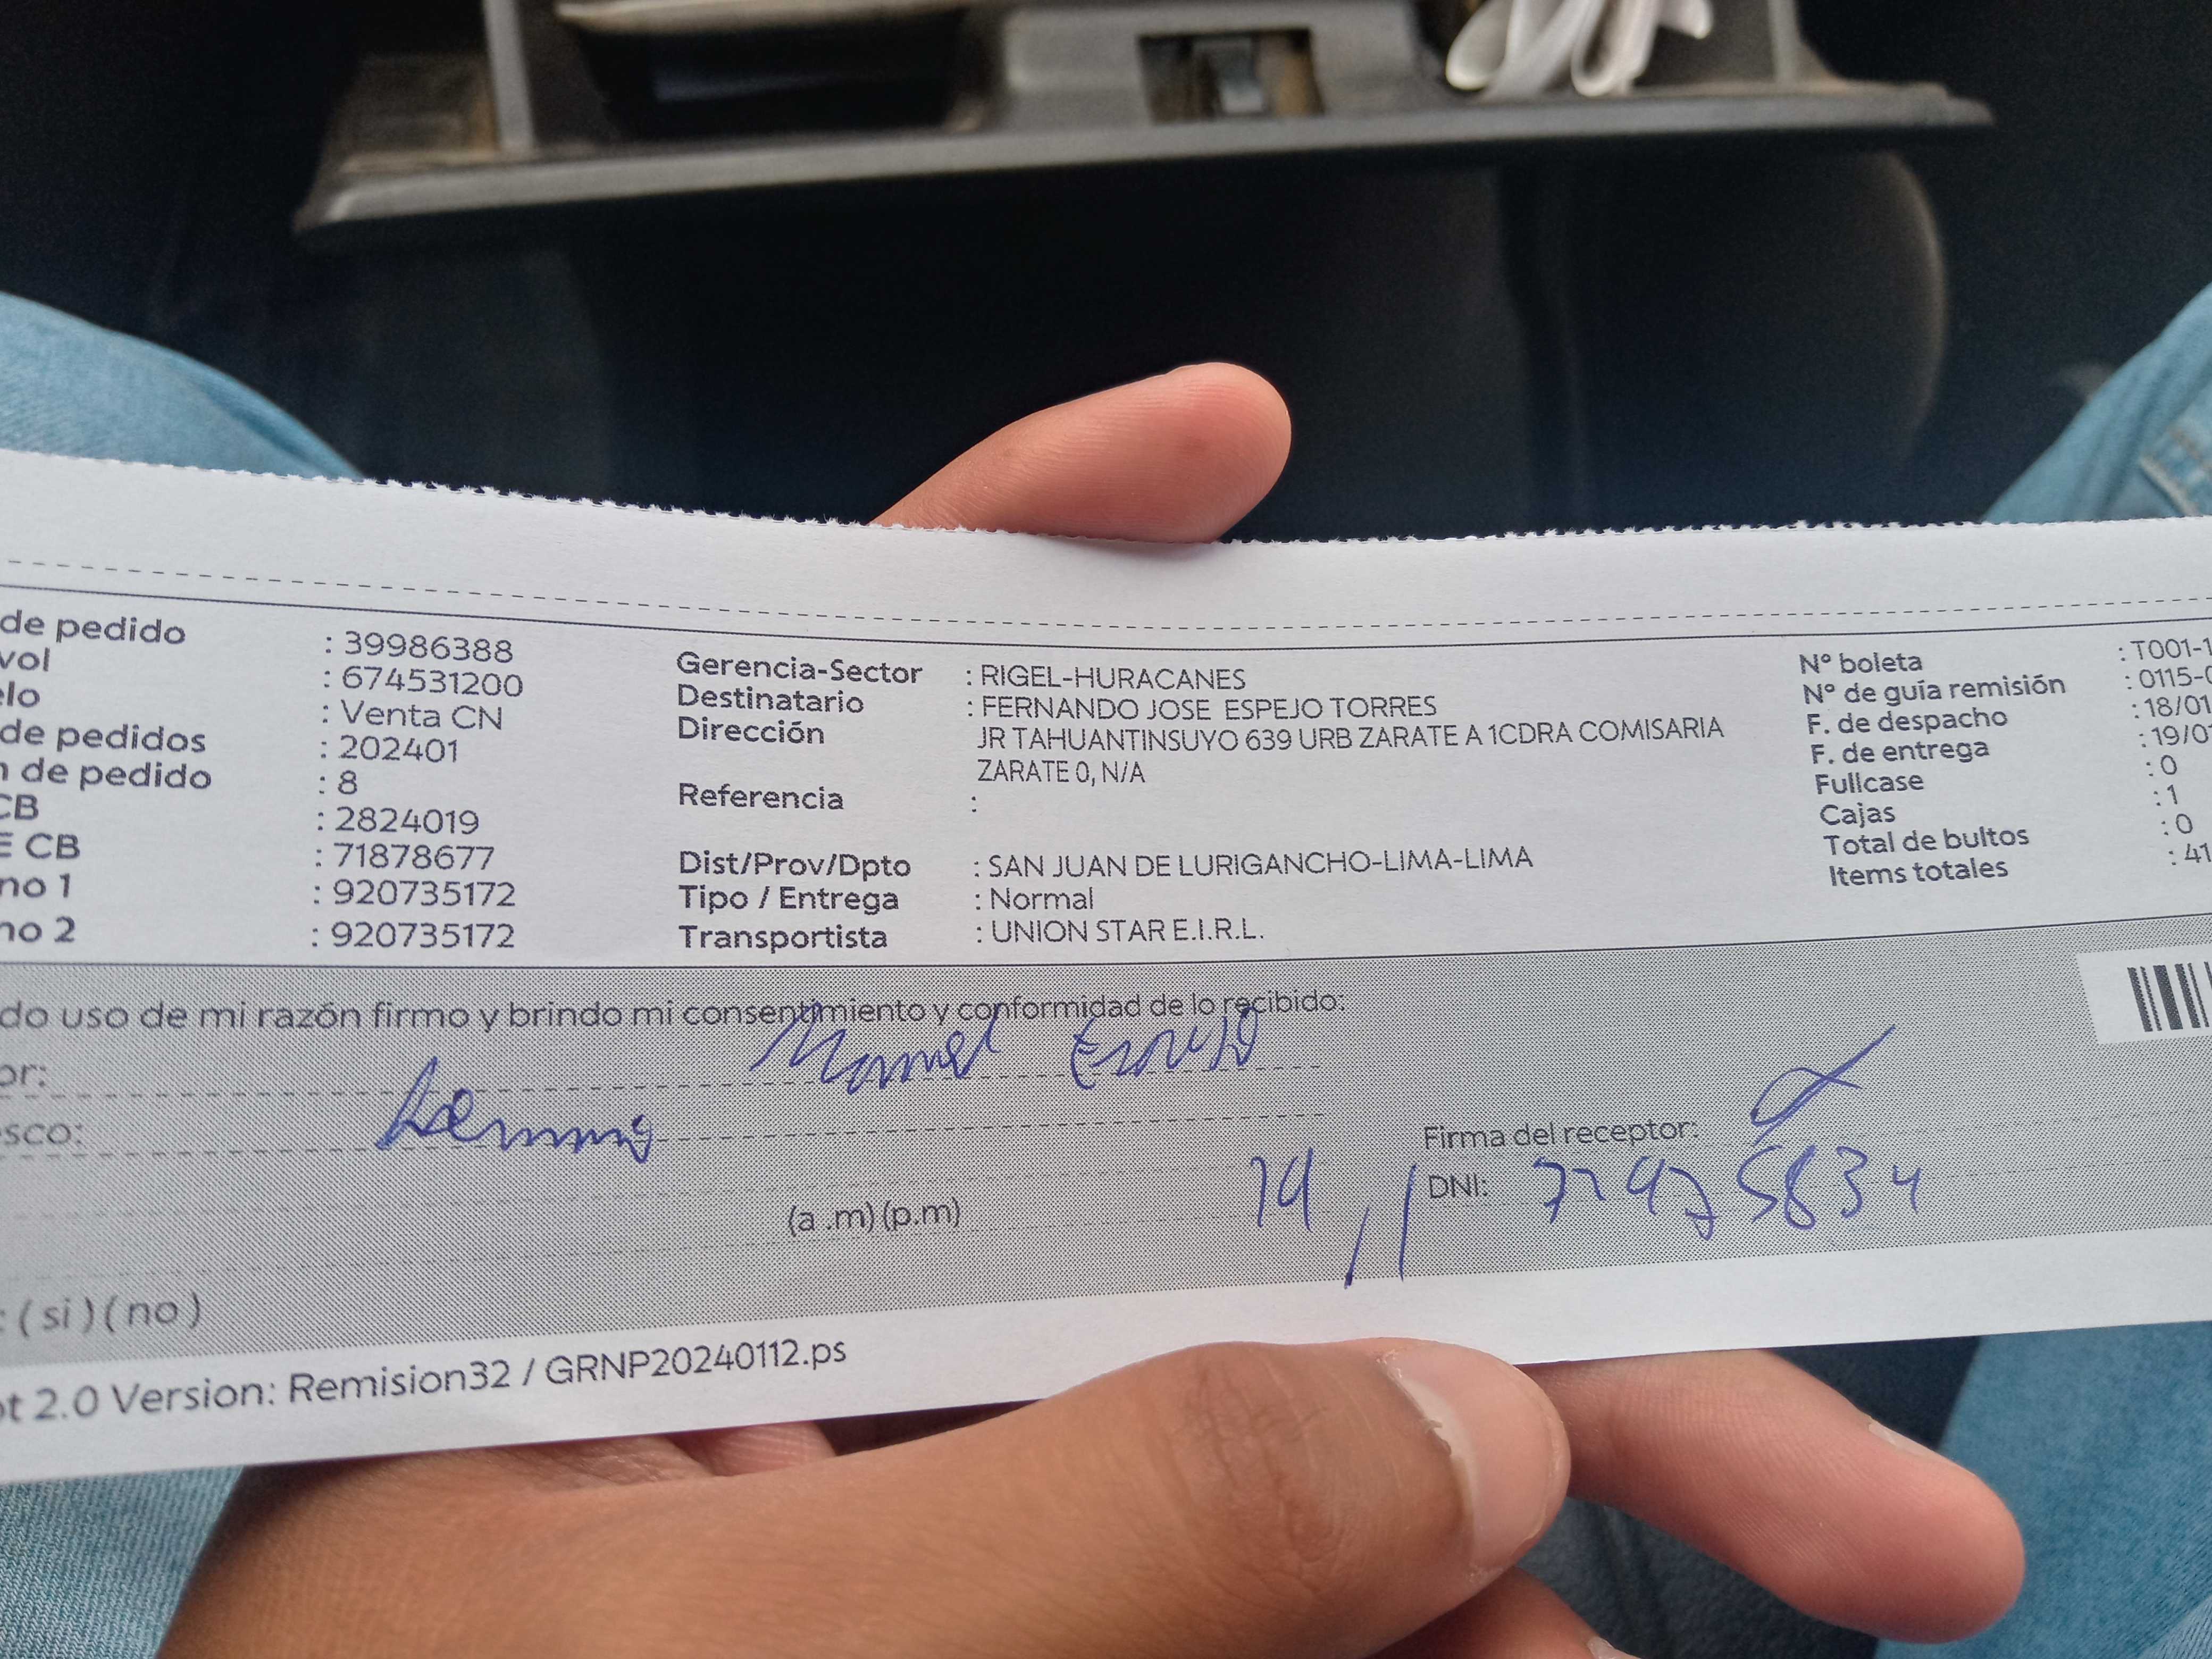 de pedido : 39986388
vol : 674531200
elo : Venta CN
de pedidos : 202401
n de pedido : 8
CB : 2824019
E CB : 71878677
no 1 : 920735172
no 2 : 920735172
Gerencia-Sector : RIGEL-HURACANES
Destinatario : FERNANDO JOSE ESPEJO TORRES
Dirección JR TAHUANTINSUYO 639 URB ZARATE A 1CDRA COMISARIA
ZARATE 0, N/A
Referencia :
Dist/Prov/Dpto : SAN JUAN DE LURIGANCHO-LIMA-LIMA
Tipo / Entrega : Normal
Transportista : UNION STAR E.I.R.L.
N° boleta : T001-1
N° de guía remisión : 0115-0
F. de despacho : 18/01
F. de entrega : 19/0
Fullcase : 0
Cajas : 1
Total de bultos : 0
Items totales : 41
do uso de mi razón firmo y brindo mi consentimiento y conformidad de lo recibido:
or: Manuel
sco:
Firma del receptor:
(a .m) (p.m)
DNI:
: ( si ) ( no )
ot 2.0 Version: Remision32 / GRNP20240112.ps